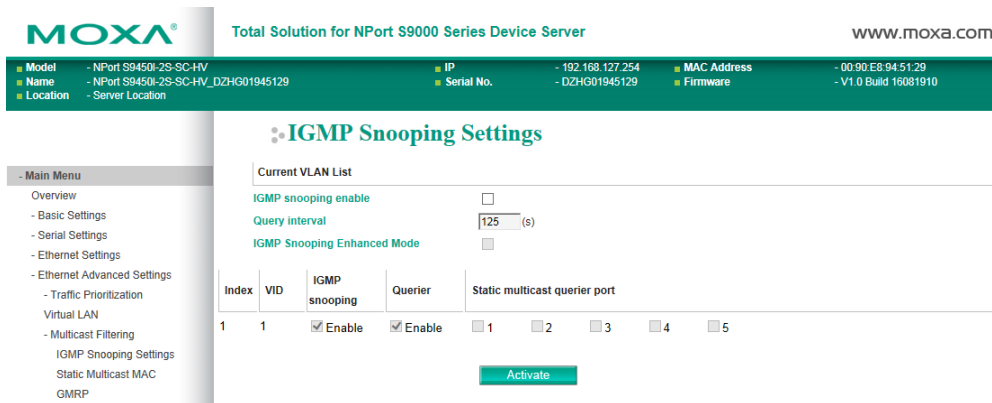 MOXA®
Total Solution for NPort S9000 Series Device Server
www.moxa.com
Model - NPort S9450I-2S-SC-HV
IP - 192.168.127.254
MAC Address - 00:90:E8:94:51:29
Name - NPort S9450I-2S-SC-HV_DZHG01945129
Serial No. - DZHG01945129
Firmware - V1.0 Build 16081910
Location - Server Location
IGMP Snooping Settings
- Main Menu
Overview
- Basic Settings
- Serial Settings
- Ethernet Settings
- Ethernet Advanced Settings
- Traffic Prioritization
Virtual LAN
- Multicast Filtering
IGMP Snooping Settings
Static Multicast MAC
GMRP
Current VLAN List
IGMP snooping enable
Query interval 125 (s)
IGMP Snooping Enhanced Mode
Index VID IGMP snooping Querier Static multicast querier port
1 1 Enable Enable 1 2 3 4 5
Activate